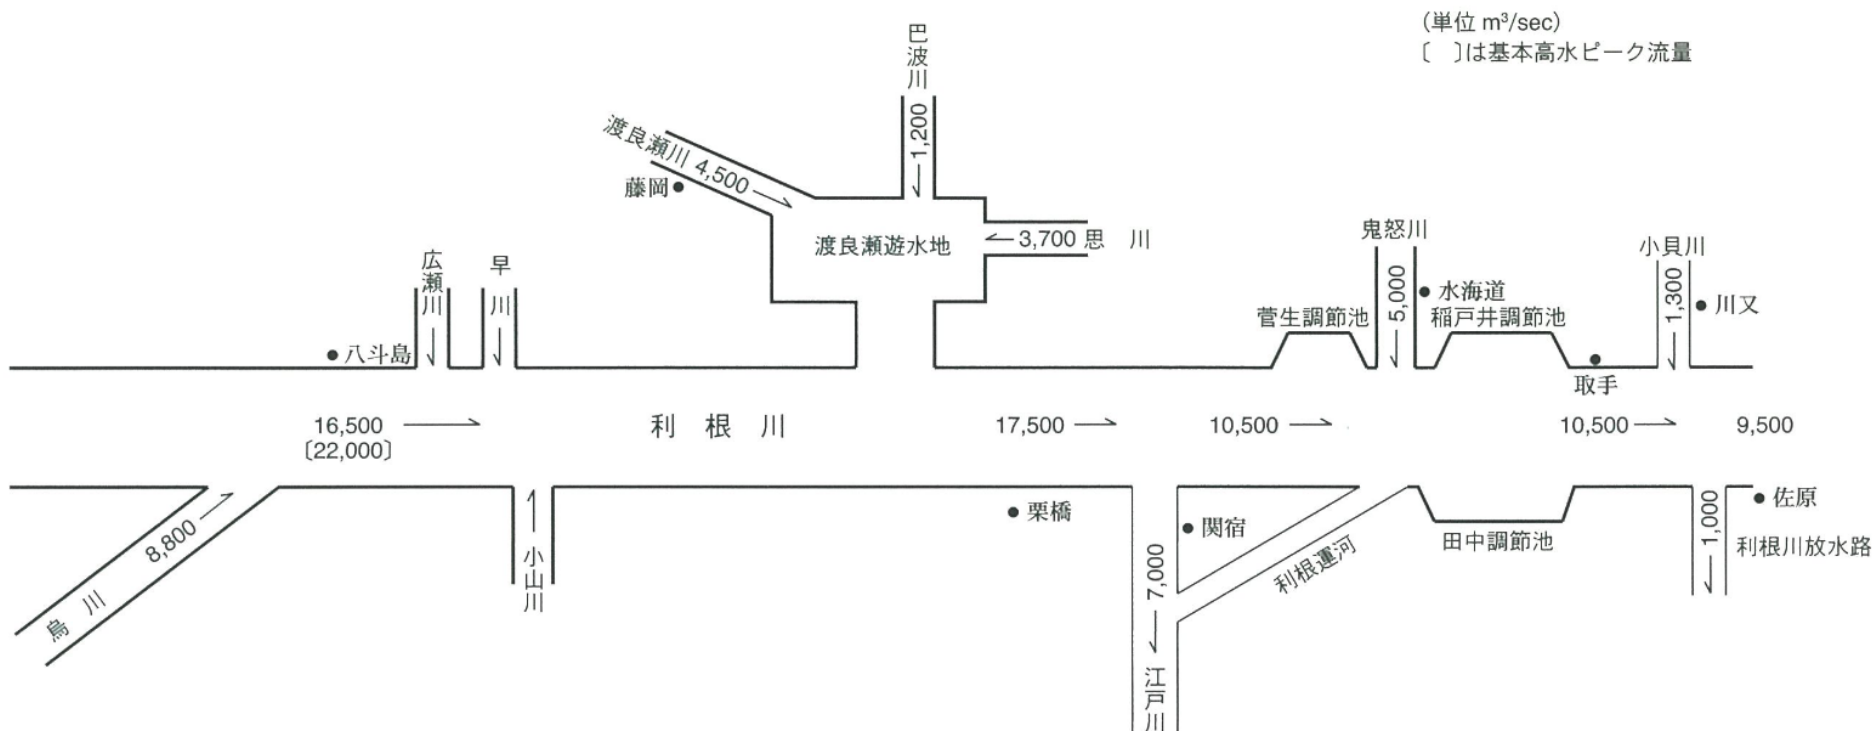 (単位 m³/sec)
〔　〕は基本高水ピーク流量
巴波川
1,200
渡良瀬川 4,500
藤岡
渡良瀬遊水地
3,700 思 川
広瀬川
早川
八斗島
鬼怒川
5,000
水海道
小貝川
1,300
川又
菅生調節池
稲戸井調節池
取手
16,500
〔22,000〕
利 根 川
17,500
10,500
10,500
9,500
8,800
烏 川
小山川
栗橋
関宿
7,000
江戸川
利根運河
田中調節池
1,000
佐原
利根川放水路